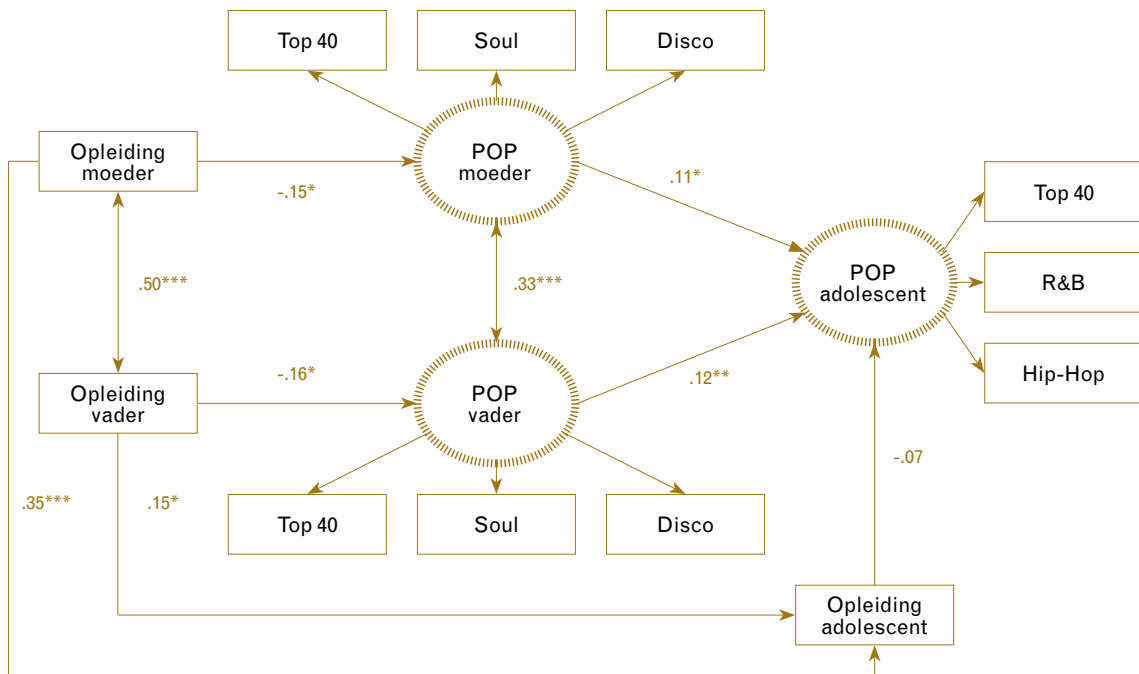 Top 40
Soul
Disco
Opleiding
moeder
-.15*
POP
moeder
.11*
Top 40
.50***
.33***
POP
adolescent
R&B
Opleiding
vader
-.16*
POP
vader
.12**
Hip-Hop
-.07
.35***
.15*
Top 40
Soul
Disco
Opleiding
adolescent